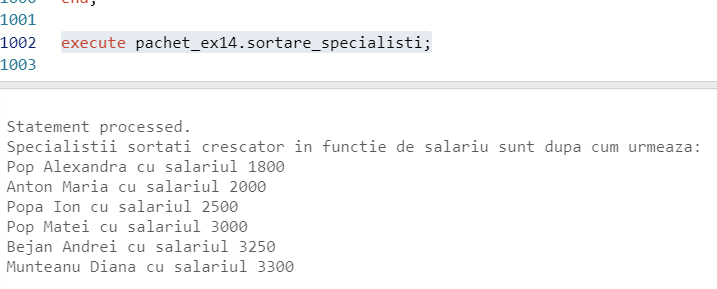 1000 end;
1001
1002 execute pachet_ex14.sortare_specialisti;
1003
Statement processed.
Specialistii sortati crescator in functie de salariu sunt dupa cum urmeaza:
Pop Alexandra cu salariul 1800
Anton Maria cu salariul 2000
Popa Ion cu salariul 2500
Pop Matei cu salariul 3000
Bejan Andrei cu salariul 3250
Munteanu Diana cu salariul 3300